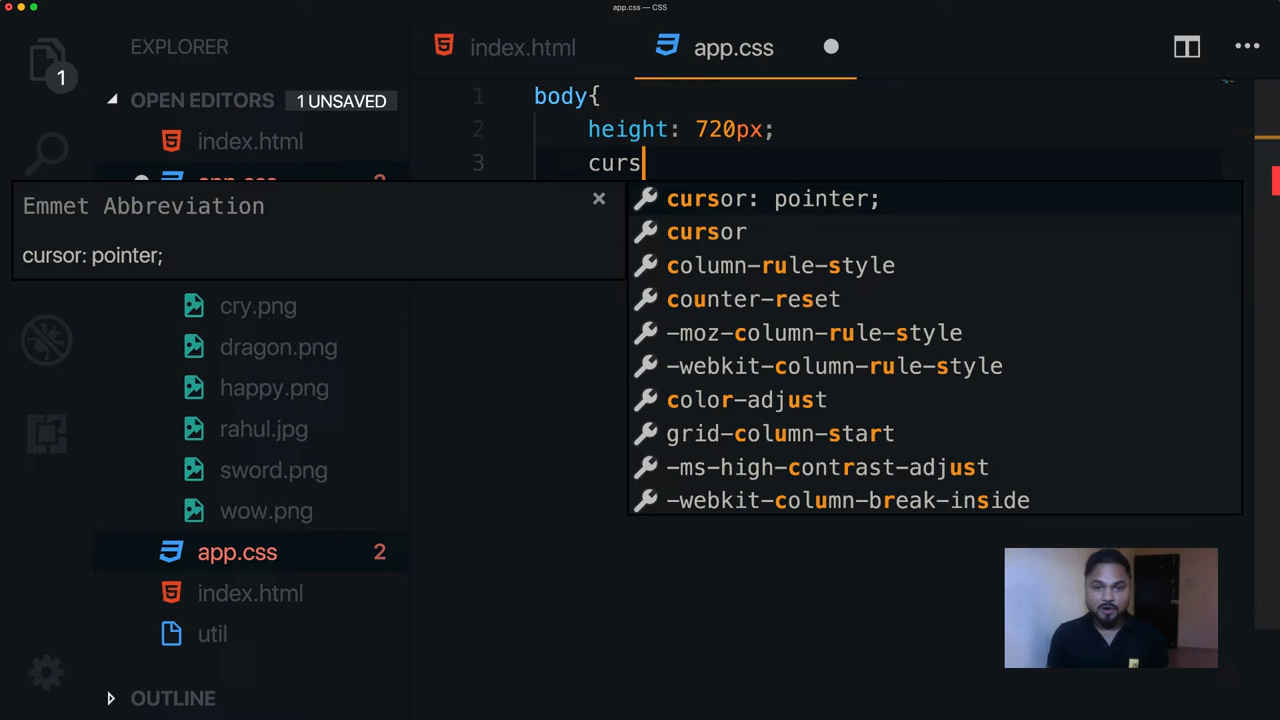 app.css — CSS
EXPLORER
index.html
app.css
1
OPEN EDITORS 1 UNSAVED
index.html
1 body{
2 height: 720px;
3 curs
Emmet Abbreviation ×
cursor: pointer;
cursor: pointer;
cursor
column-rule-style
counter-reset
-moz-column-rule-style
-webkit-column-rule-style
color-adjust
grid-column-start
-ms-high-contrast-adjust
-webkit-column-break-inside
cry.png
dragon.png
happy.png
rahul.jpg
sword.png
wow.png
app.css 2
index.html
util
OUTLINE